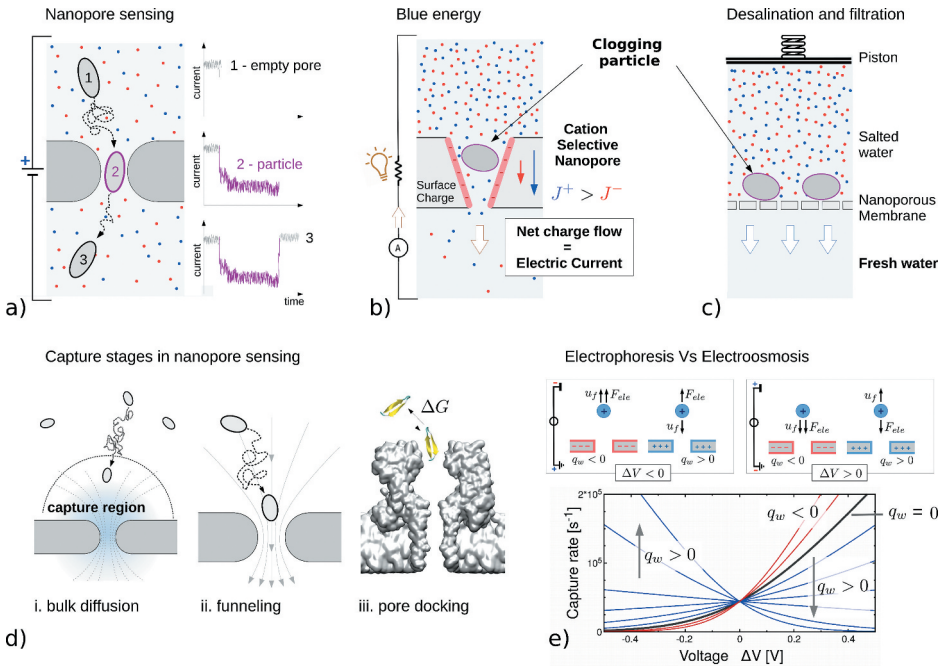 Nanopore sensing
1
2
3
+
current
1 - empty pore
current
2 - particle
current
3
time
a)
Blue energy
Clogging
particle
Cation
Selective
Nanopore
J⁺ > J⁻
Surface
Charge
A
Net charge flow
=
Electric Current
b)
Desalination and filtration
Piston
Salted
water
Nanoporous
Membrane
Fresh water
c)
Capture stages in nanopore sensing
capture region
i. bulk diffusion
ii. funneling
ΔG
iii. pore docking
d)
Electrophoresis Vs Electroosmosis
u_f F_ele
F_ele
u_f
q_w < 0
q_w > 0
ΔV < 0
u_f F_ele
u_f
F_ele
q_w < 0
q_w > 0
ΔV > 0
Capture rate [s⁻¹]
2*10⁵
10⁵
0
q_w < 0
q_w = 0
q_w > 0
q_w > 0
-0.4 -0.2 0 0.2 0.4
Voltage ΔV [V]
e)